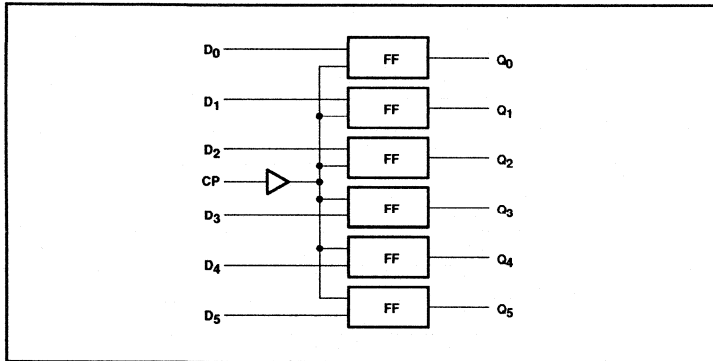 D0 FF Q0
D1 FF Q1
D2 FF Q2
CP
D3 FF Q3
D4 FF Q4
D5 FF Q5